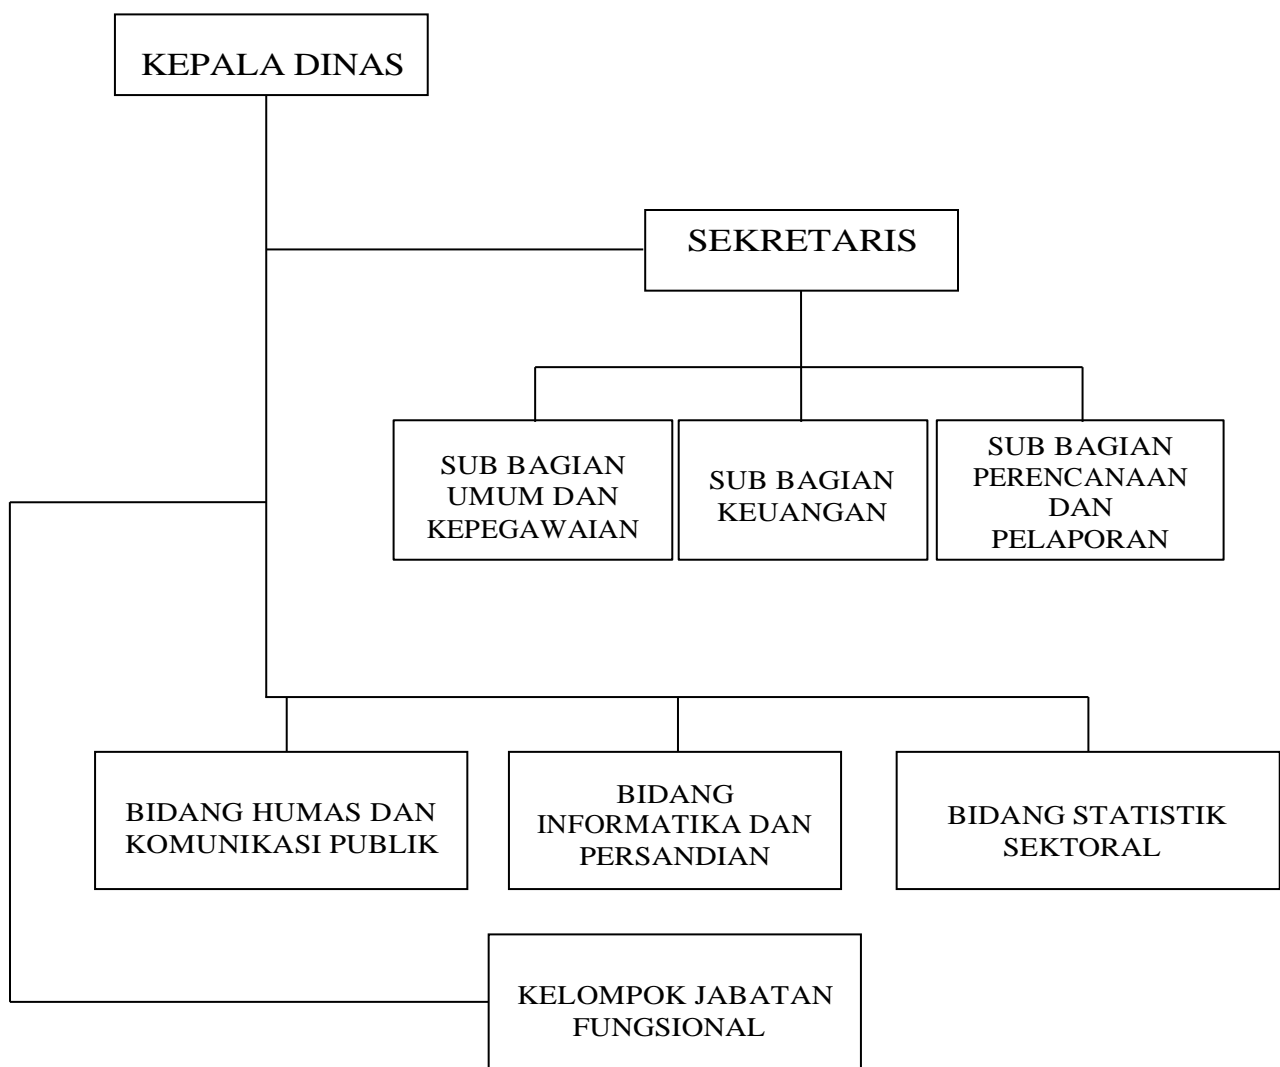 KEPALA DINAS
SEKRETARIS
SUB BAGIAN
UMUM DAN
KEPEGAWAIAN
SUB BAGIAN
KEUANGAN
SUB BAGIAN
PERENCANAAN
DAN
PELAPORAN
BIDANG HUMAS DAN
KOMUNIKASI PUBLIK
BIDANG
INFORMATIKA DAN
PERSANDIAN
BIDANG STATISTIK
SEKTORAL
KELOMPOK JABATAN
FUNGSIONAL